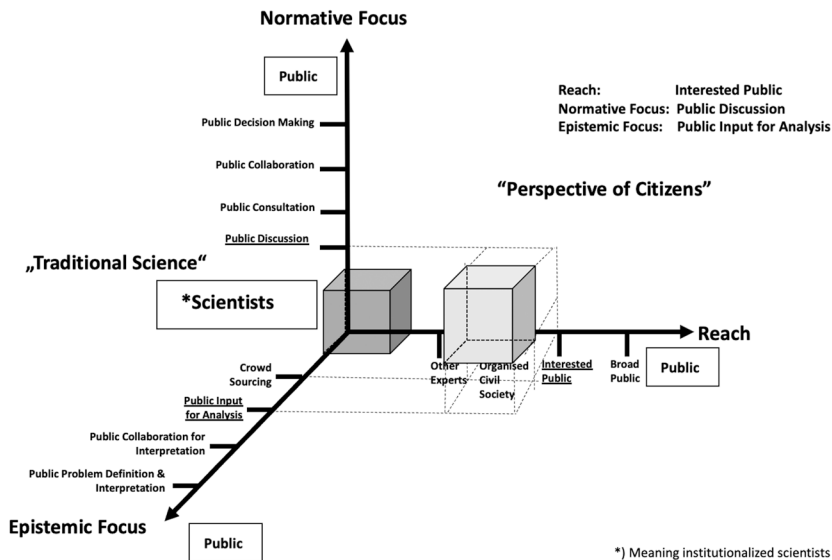 Normative Focus
Public
Reach: Interested Public
Normative Focus: Public Discussion
Epistemic Focus: Public Input for Analysis
Public Decision Making
Public Collaboration
"Perspective of Citizens"
Public Consultation
Public Discussion
„Traditional Science“
*Scientists
Reach
Other
Experts
Organised
Civil
Society
Interested
Public
Broad
Public
Public
Crowd
Sourcing
Public Input
for Analysis
Public Collaboration for
Interpretation
Public Problem Definition &
Interpretation
Epistemic Focus
Public
*) Meaning institutionalized scientists